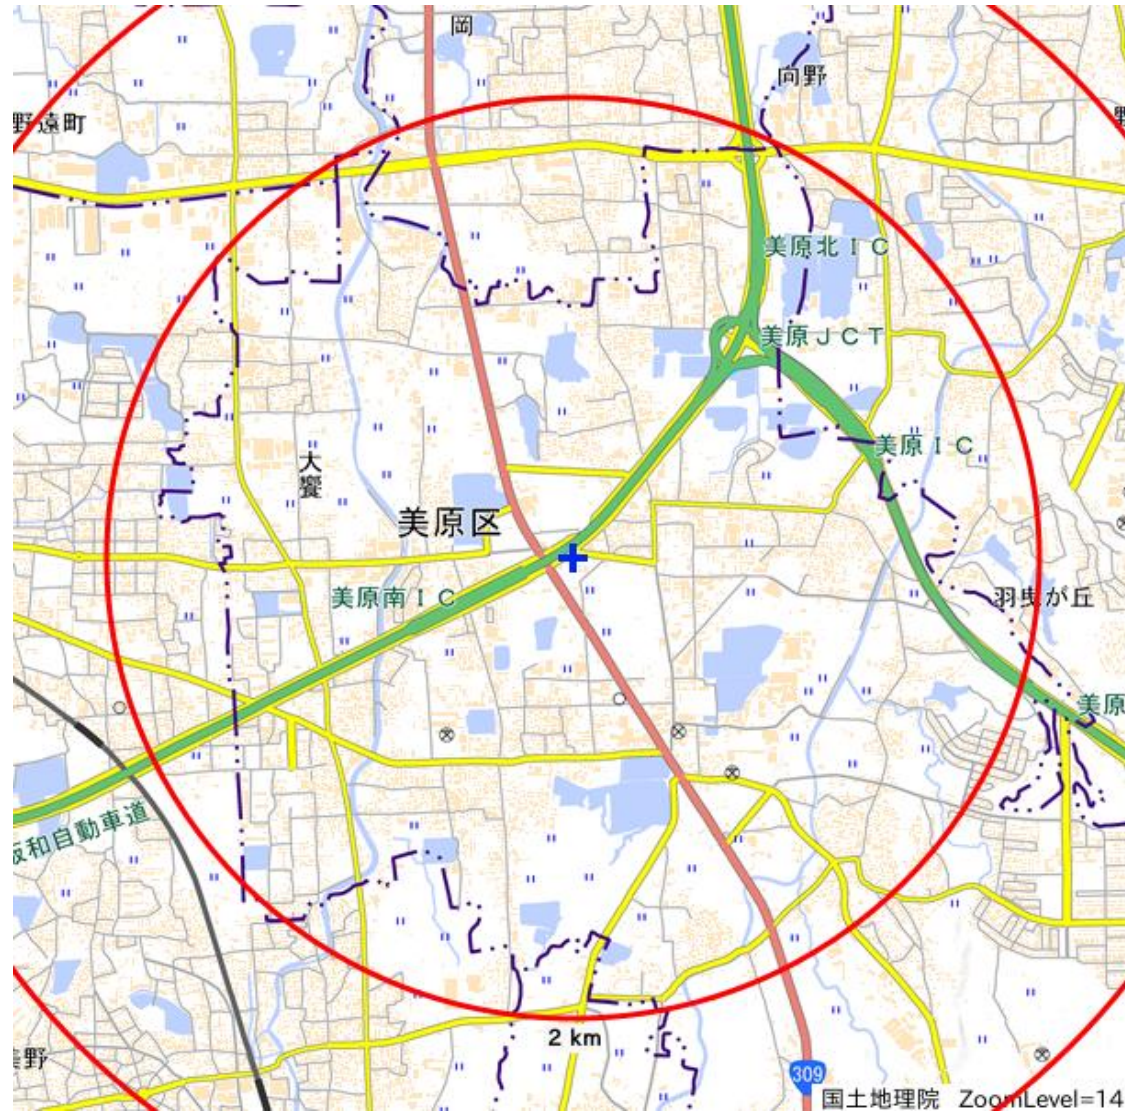 岡
向野
野遠町
野
美原北IC
美原JCT
美原IC
大饗
美原区
美原南IC
羽曳が丘
美原
阪和自動車道
2 km
野
309
国土地理院 ZoomLevel=14